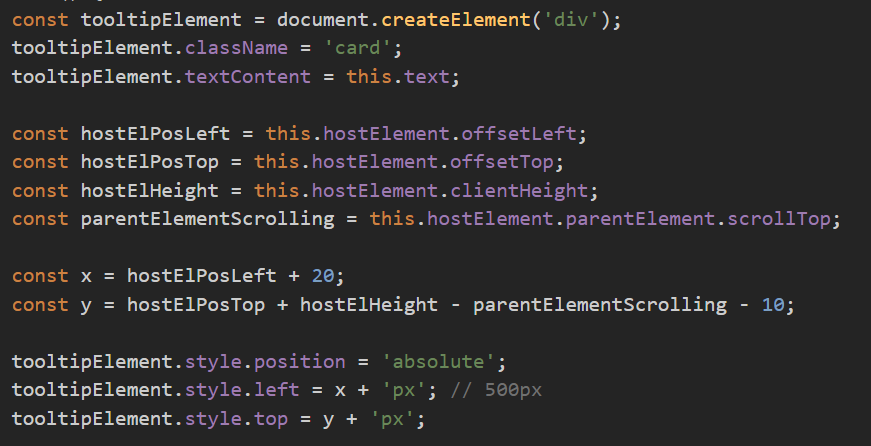 const tooltipElement = document.createElement('div');
tooltipElement.className = 'card';
tooltipElement.textContent = this.text;
const hostElPosLeft = this.hostElement.offsetLeft;
const hostElPosTop = this.hostElement.offsetTop;
const hostElHeight = this.hostElement.clientHeight;
const parentElementScrolling = this.hostElement.parentElement.scrollTop;
const x = hostElPosLeft + 20;
const y = hostElPosTop + hostElHeight - parentElementScrolling - 10;
tooltipElement.style.position = 'absolute';
tooltipElement.style.left = x + 'px'; // 500px
tooltipElement.style.top = y + 'px';